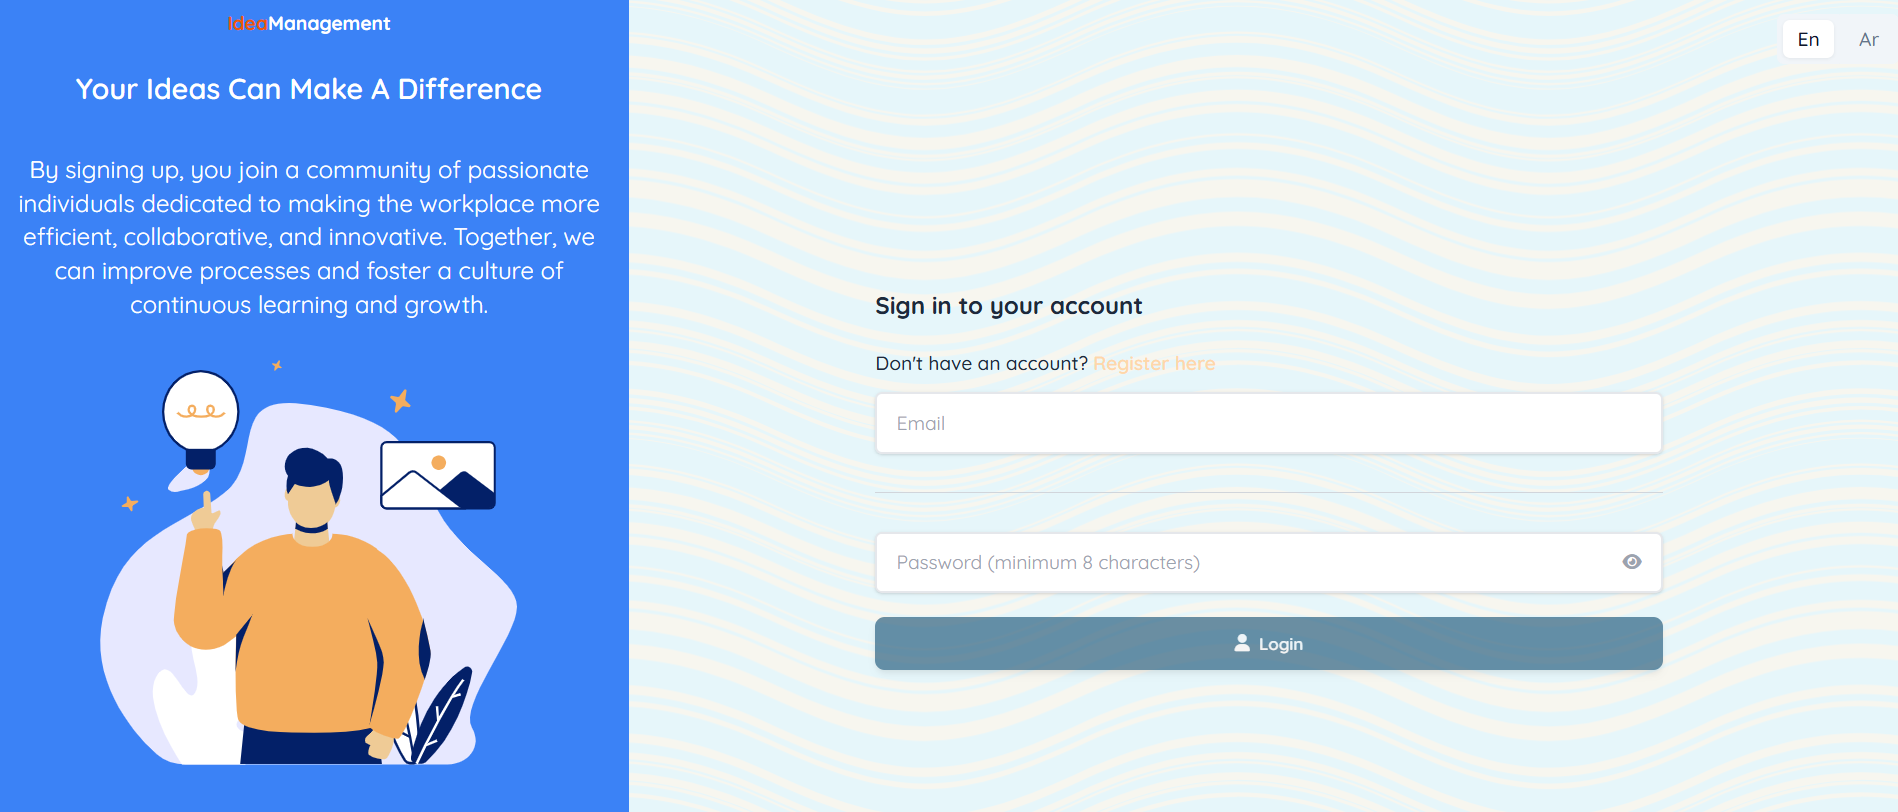 IdeaManagement
Your Ideas Can Make A Difference
By signing up, you join a community of passionate
individuals dedicated to making the workplace more
efficient, collaborative, and innovative. Together, we
can improve processes and foster a culture of
continuous learning and growth.
En Ar
Sign in to your account
Don't have an account? Register here
Email
Password (minimum 8 characters)
Login